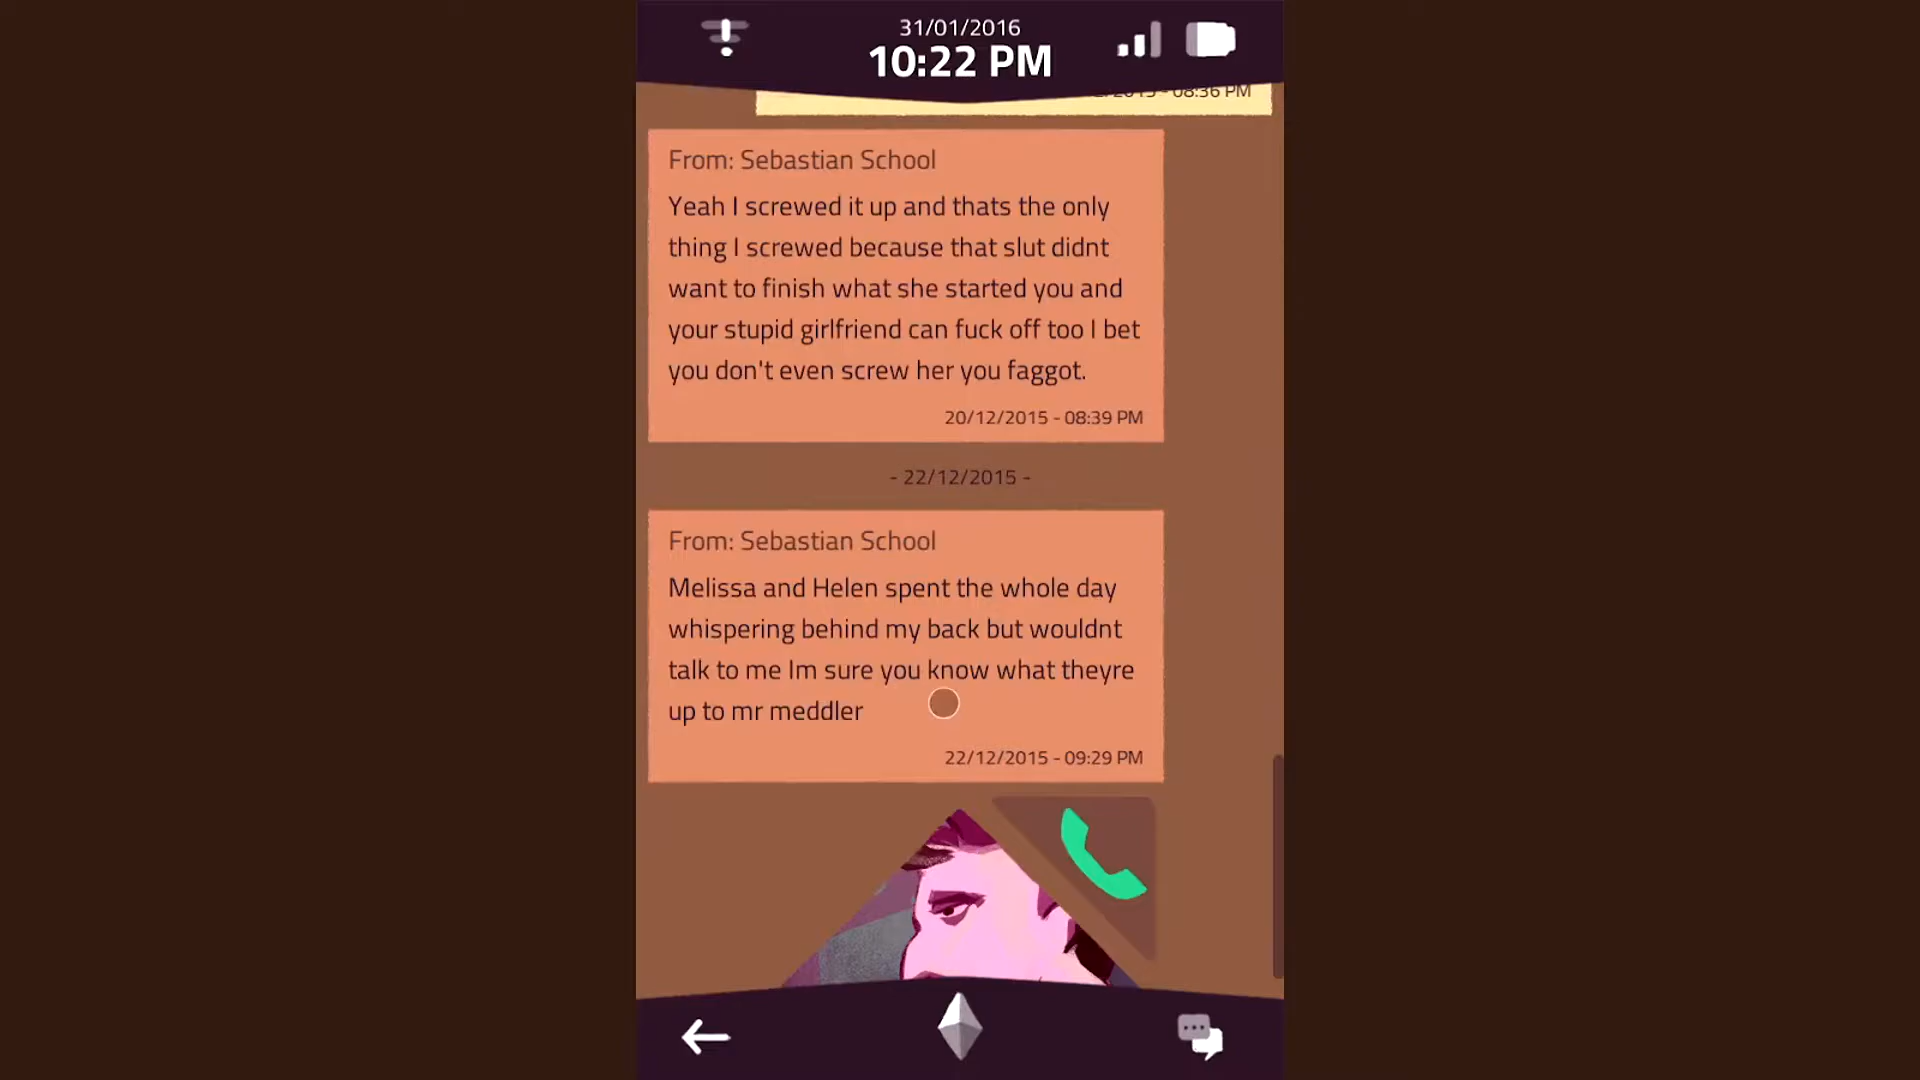 31/01/2016
10:22 PM
2015 - 08:36 PM
From: Sebastian School
Yeah I screwed it up and thats the only
thing I screwed because that slut didnt
want to finish what she started you and
your stupid girlfriend can fuck off too I bet
you don't even screw her you faggot.
20/12/2015 - 08:39 PM
- 22/12/2015 -
From: Sebastian School
Melissa and Helen spent the whole day
whispering behind my back but wouldnt
talk to me Im sure you know what theyre
up to mr meddler
22/12/2015 - 09:29 PM